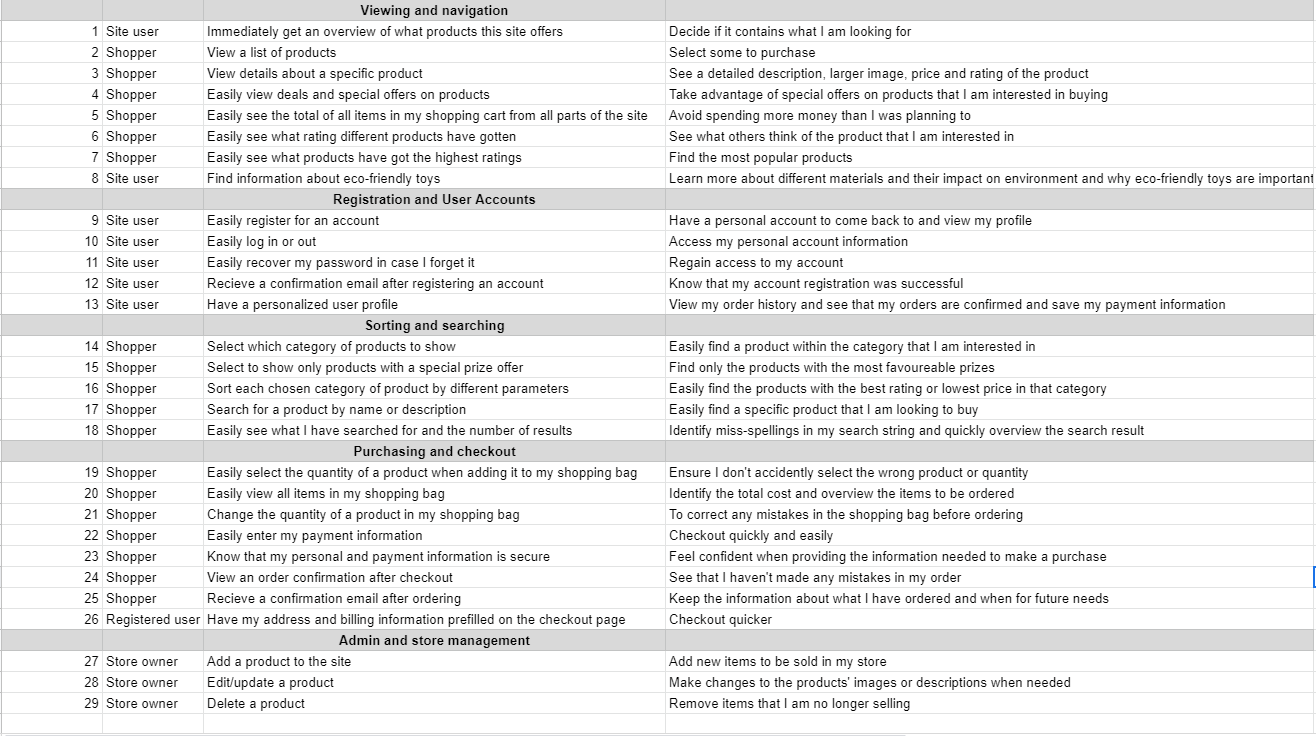 Viewing and navigation
1 Site user Immediately get an overview of what products this site offers Decide if it contains what I am looking for
2 Shopper View a list of products Select some to purchase
3 Shopper View details about a specific product See a detailed description, larger image, price and rating of the product
4 Shopper Easily view deals and special offers on products Take advantage of special offers on products that I am interested in buying
5 Shopper Easily see the total of all items in my shopping cart from all parts of the site Avoid spending more money than I was planning to
6 Shopper Easily see what rating different products have gotten See what others think of the product that I am interested in
7 Shopper Easily see what products have got the highest ratings Find the most popular products
8 Site user Find information about eco-friendly toys Learn more about different materials and their impact on environment and why eco-friendly toys are important
Registration and User Accounts
9 Site user Easily register for an account Have a personal account to come back to and view my profile
10 Site user Easily log in or out Access my personal account information
11 Site user Easily recover my password in case I forget it Regain access to my account
12 Site user Recieve a confirmation email after registering an account Know that my account registration was successful
13 Site user Have a personalized user profile View my order history and see that my orders are confirmed and save my payment information
Sorting and searching
14 Shopper Select which category of products to show Easily find a product within the category that I am interested in
15 Shopper Select to show only products with a special prize offer Find only the products with the most favoureable prizes
16 Shopper Sort each chosen category of product by different parameters Easily find the products with the best rating or lowest price in that category
17 Shopper Search for a product by name or description Easily find a specific product that I am looking to buy
18 Shopper Easily see what I have searched for and the number of results Identify miss-spellings in my search string and quickly overview the search result
Purchasing and checkout
19 Shopper Easily select the quantity of a product when adding it to my shopping bag Ensure I don't accidently select the wrong product or quantity
20 Shopper Easily view all items in my shopping bag Identify the total cost and overview the items to be ordered
21 Shopper Change the quantity of a product in my shopping bag To correct any mistakes in the shopping bag before ordering
22 Shopper Easily enter my payment information Checkout quickly and easily
23 Shopper Know that my personal and payment information is secure Feel confident when providing the information needed to make a purchase
24 Shopper View an order confirmation after checkout See that I haven't made any mistakes in my order
25 Shopper Recieve a confirmation email after ordering Keep the information about what I have ordered and when for future needs
26 Registered user Have my address and billing information prefilled on the checkout page Checkout quicker
Admin and store management
27 Store owner Add a product to the site Add new items to be sold in my store
28 Store owner Edit/update a product Make changes to the products' images or descriptions when needed
29 Store owner Delete a product Remove items that I am no longer selling